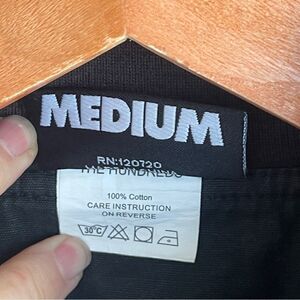 MEDIUM
RN:120720
THE HUNDREDS
100% Cotton
CARE INSTRUCTION
ON REVERSE
30°C